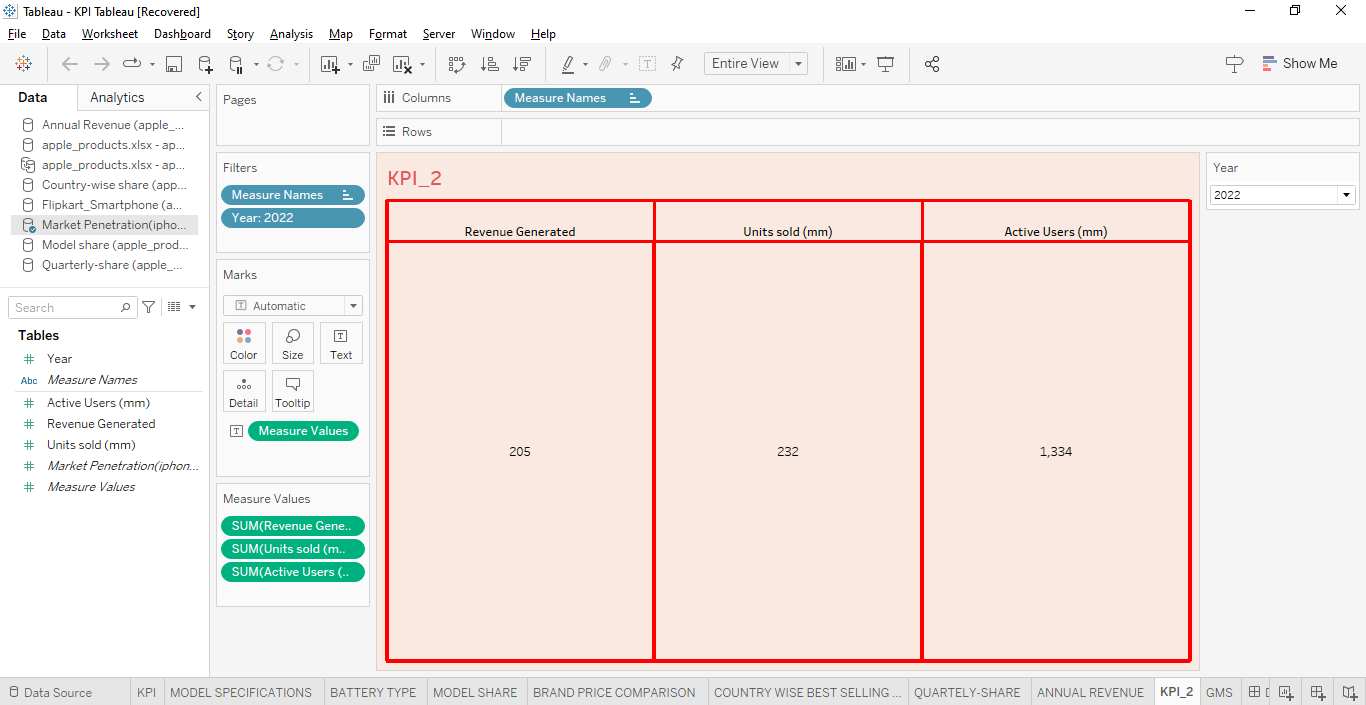 Tableau - KPI Tableau [Recovered]
File Data Worksheet Dashboard Story Analysis Map Format Server Window Help
Entire View
Show Me
Data Analytics
Annual Revenue (apple_...
apple_products.xlsx - ap...
apple_products.xlsx - ap...
Country-wise share (app...
Flipkart_Smartphone (a...
Market Penetration(ipho...
Model share (apple_prod...
Quarterly-share (apple_...
Search
Tables
Year
Abc Measure Names
Active Users (mm)
Revenue Generated
Units sold (mm)
Market Penetration(iphon...
Measure Values
Pages
Filters
Measure Names
Year: 2022
Marks
Automatic
Color Size Text
Detail Tooltip
Measure Values
Measure Values
SUM(Revenue Gene..
SUM(Units sold (m..
SUM(Active Users (..
Columns Measure Names
Rows
KPI_2
Revenue Generated Units sold (mm) Active Users (mm)
205 232 1,334
Year
2022
Data Source KPI MODEL SPECIFICATIONS BATTERY TYPE MODEL SHARE BRAND PRICE COMPARISON COUNTRY WISE BEST SELLING ... QUARTELY-SHARE ANNUAL REVENUE KPI_2 GMS